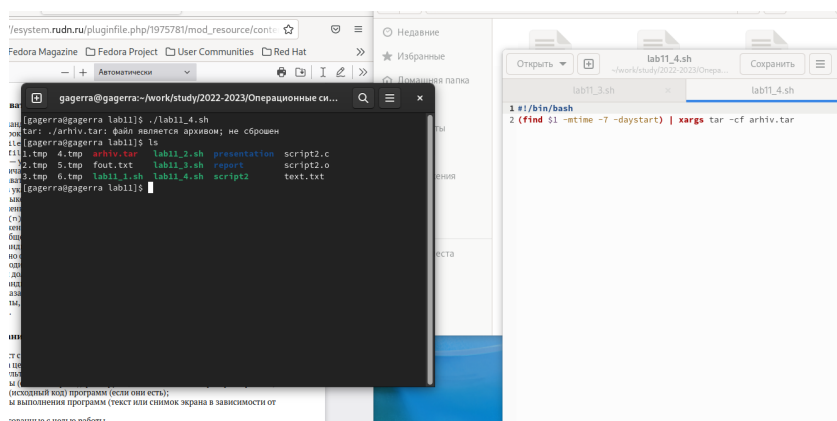 //esystem.rudn.ru/pluginfile.php/1975781/mod_resource/conte
Fedora Magazine Fedora Project User Communities Red Hat »
— + Автоматически »
gagerra@gagerra:~/work/study/2022-2023/Операционные си...
[gagerra@gagerra lab11]$ ./lab11_4.sh
tar: ./arhiv.tar: файл является архивом; не сброшен
[gagerra@gagerra lab11]$ ls
1.tmp 4.tmp arhiv.tar lab11_2.sh presentation script2.c
2.tmp 5.tmp fout.txt lab11_3.sh report script2.o
3.tmp 6.tmp lab11_1.sh lab11_4.sh script2 text.txt
[gagerra@gagerra lab11]$
(исходный код) программ (если они есть);
ы выполнения программ (текст или снимок экрана в зависимости от
Недавние
Избранные
Домашняя папка
ты
ения
еста
Открыть
lab11_4.sh
~/work/study/2022-2023/Опера...
Сохранить
lab11_3.sh ×
lab11_4.sh
1 #!/bin/bash
2 (find $1 -mtime -7 -daystart) | xargs tar -cf arhiv.tar